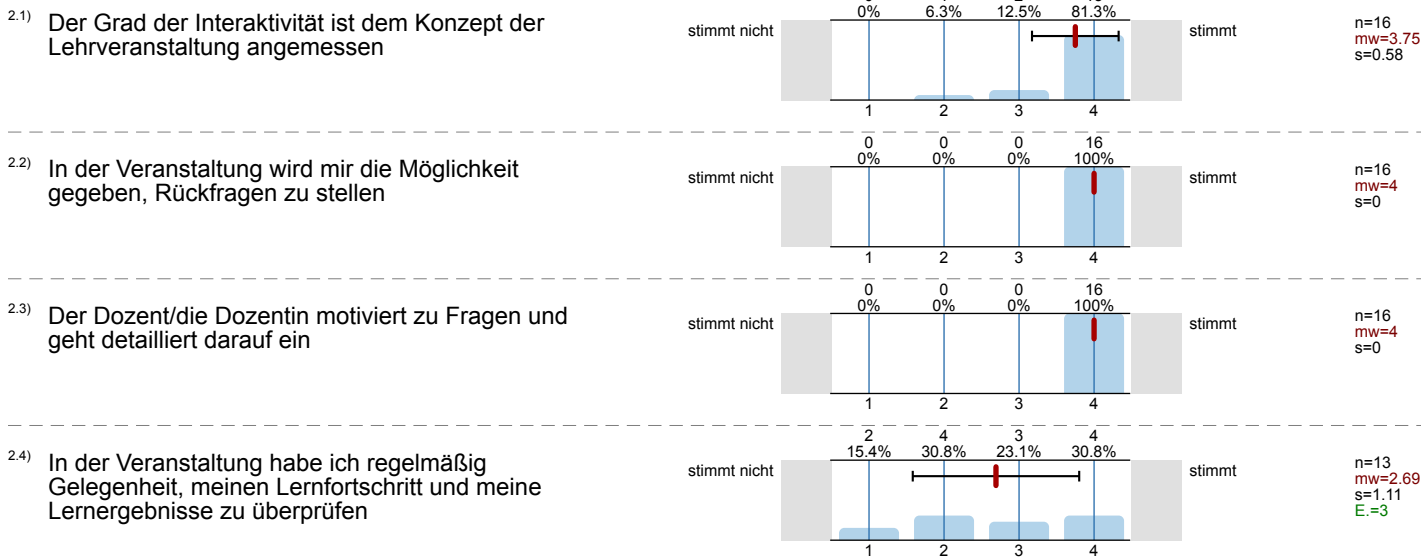 0% 6.3% 12.5% 81.3%
2.1) Der Grad der Interaktivität ist dem Konzept der
Lehrveranstaltung angemessen
stimmt nicht
stimmt
n=16
mw=3.75
s=0.58
1 2 3 4
0 0 0 16
0% 0% 0% 100%
2.2) In der Veranstaltung wird mir die Möglichkeit
gegeben, Rückfragen zu stellen
stimmt nicht
stimmt
n=16
mw=4
s=0
1 2 3 4
0 0 0 16
0% 0% 0% 100%
2.3) Der Dozent/die Dozentin motiviert zu Fragen und
geht detailliert darauf ein
stimmt nicht
stimmt
n=16
mw=4
s=0
1 2 3 4
2 4 3 4
15.4% 30.8% 23.1% 30.8%
2.4) In der Veranstaltung habe ich regelmäßig
Gelegenheit, meinen Lernfortschritt und meine
Lernergebnisse zu überprüfen
stimmt nicht
stimmt
n=13
mw=2.69
s=1.11
E.=3
1 2 3 4